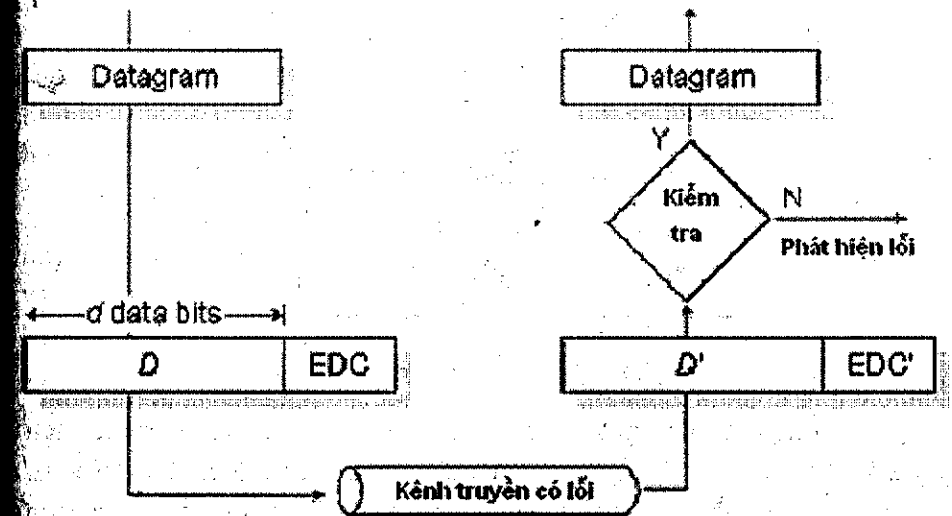 Datagram
Datagram
Y
Kiểm
tra
N
Phát hiện lỗi
d data bits
D
EDC
D'
EDC'
Kênh truyền có lỗi